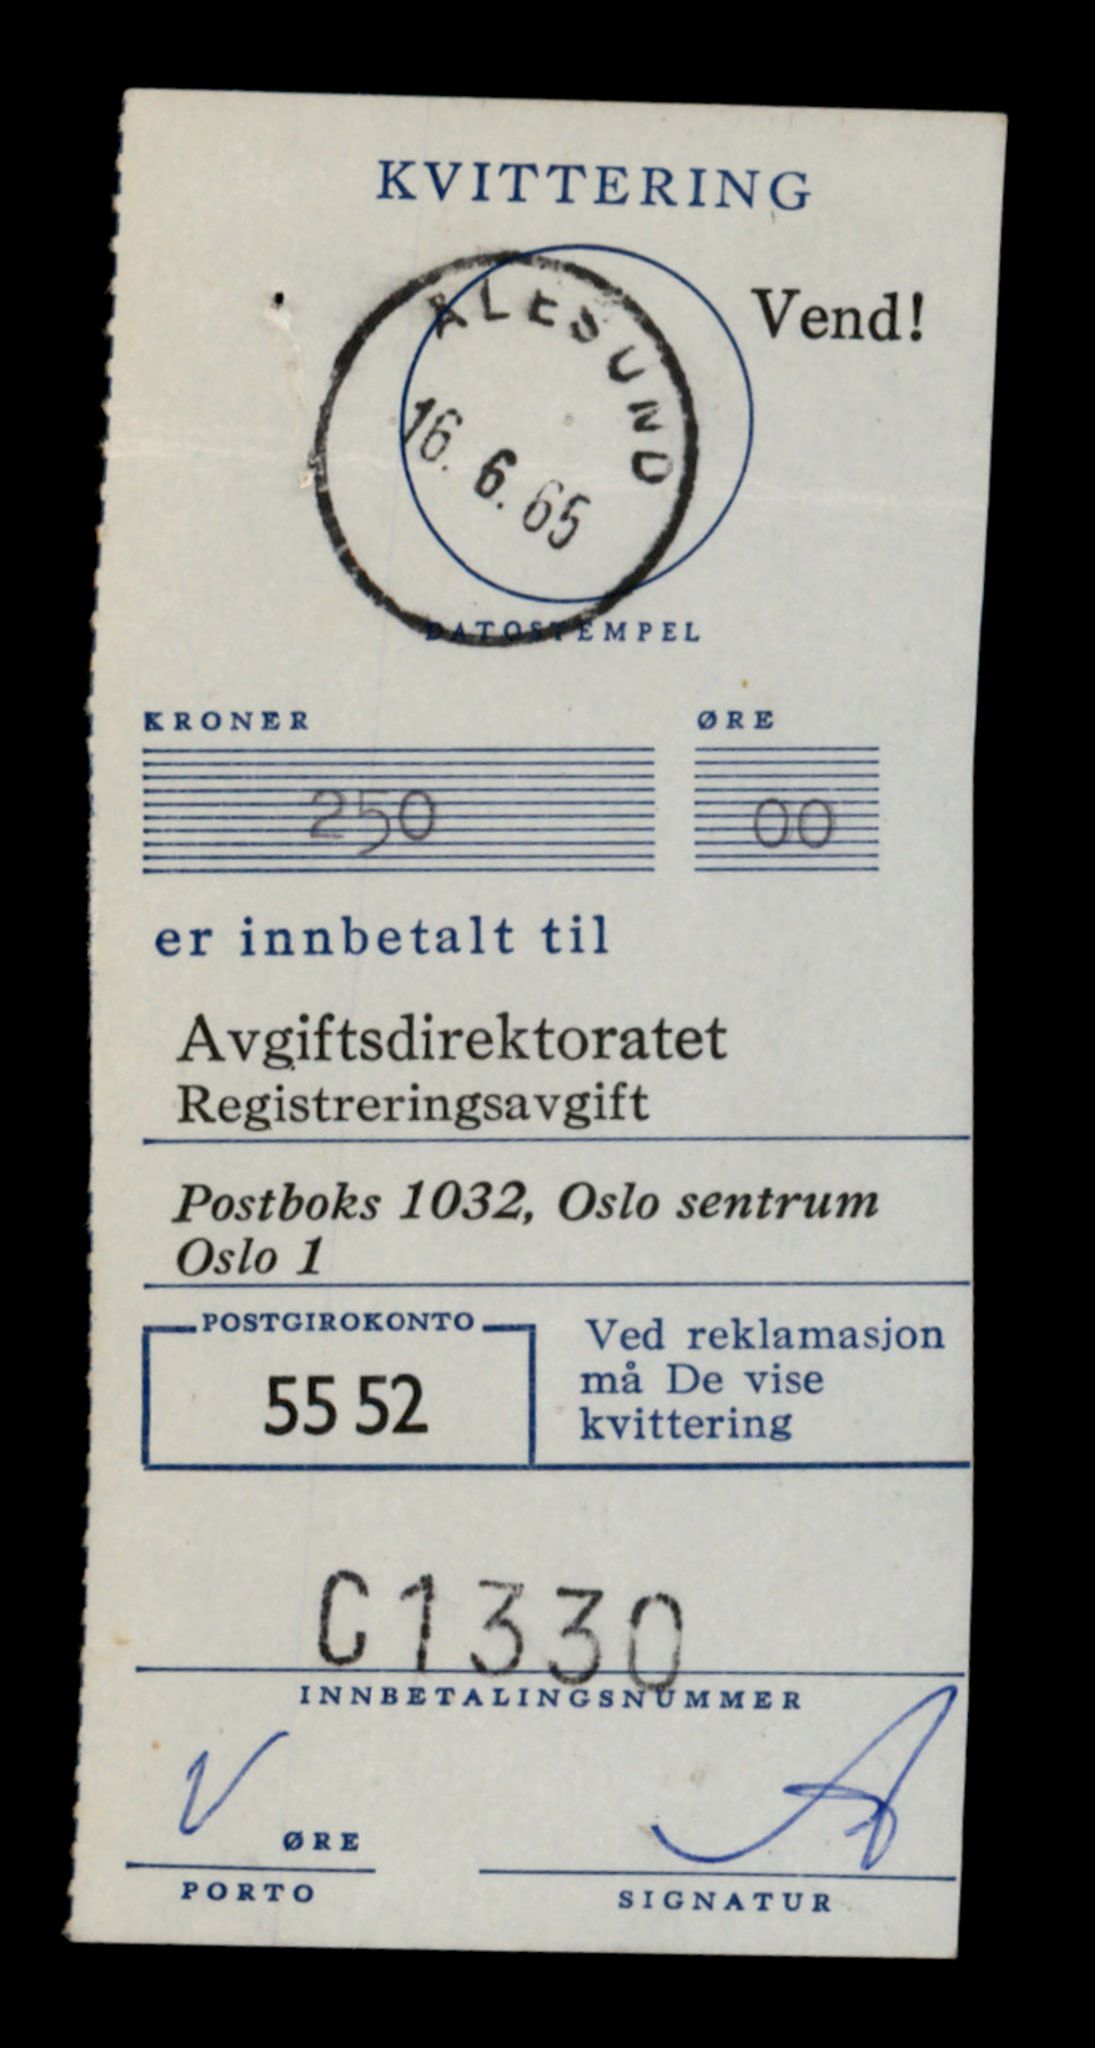 KVITTERING
Vend!
ÅLESUND
16. 6. 65
DATOSTEMPEL
KRONER ØRE
250 00
er innbetalt til
Avgiftsdirektoratet
Registreringsavgift
Postboks 1032, Oslo sentrum
Oslo 1
POSTGIROKONTO
55 52
Ved reklamasjon
må De vise
kvittering
C1330
INNBETALINGSNUMMER
ØRE
PORTO
SIGNATUR